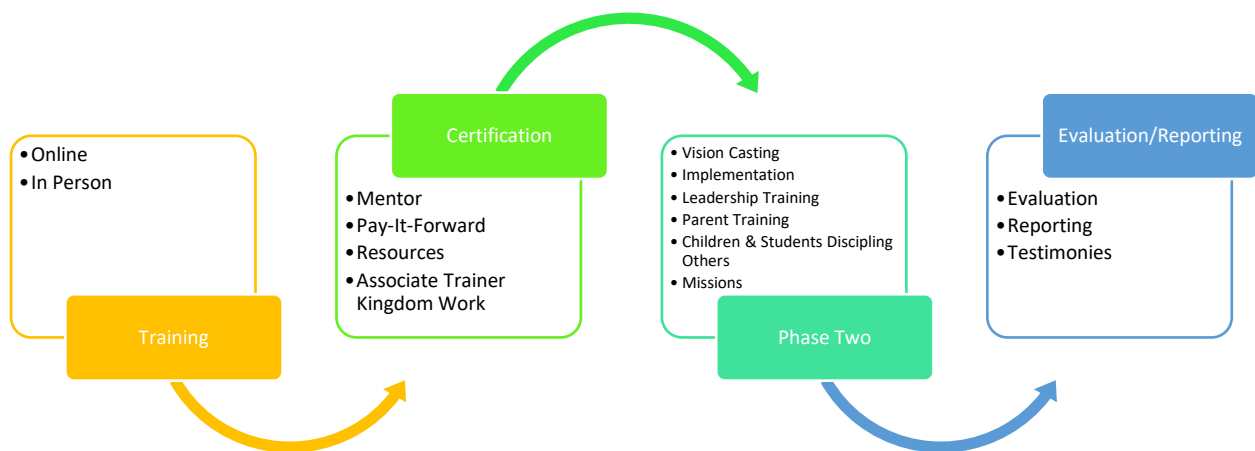 • Online
• In Person
Training
Certification
• Mentor
• Pay-It-Forward
• Resources
• Associate Trainer
Kingdom Work
• Vision Casting
• Implementation
• Leadership Training
• Parent Training
• Children & Students Discipling
Others
• Missions
Phase Two
Evaluation/Reporting
• Evaluation
• Reporting
• Testimonies